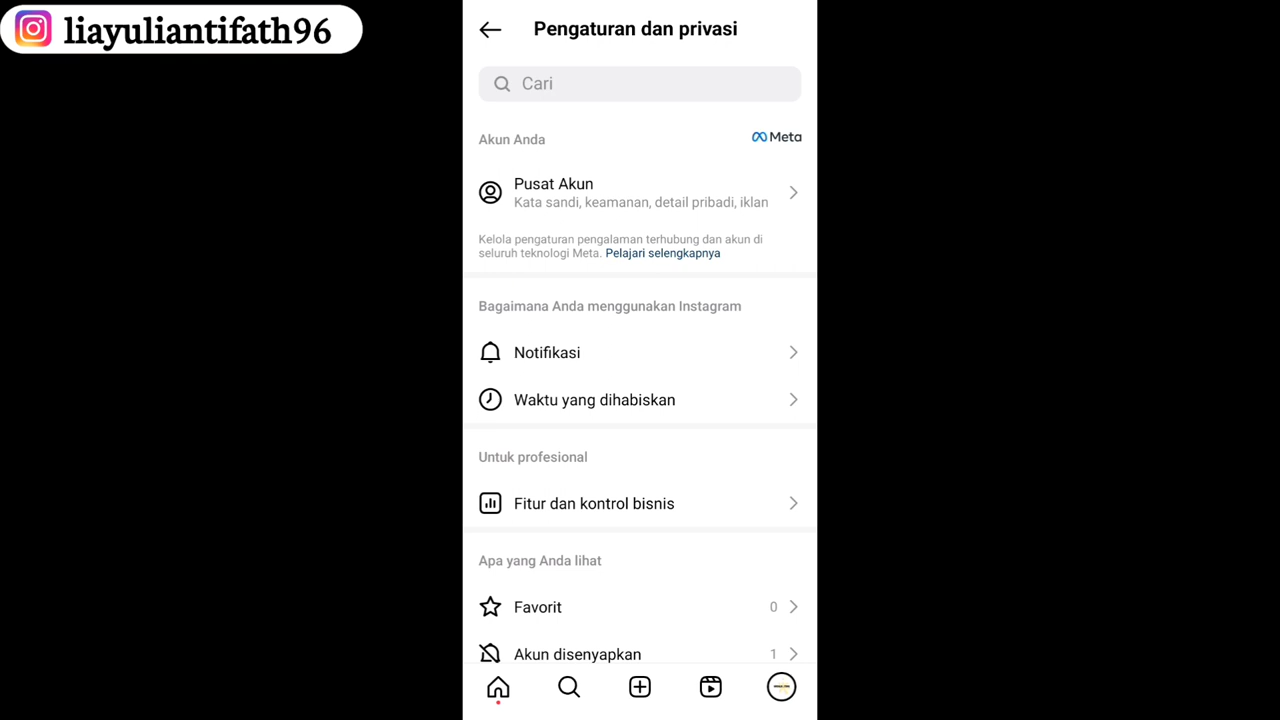 liayuliantifath96
Pengaturan dan privasi
Cari
Akun Anda
Meta
Pusat Akun
Kata sandi, keamanan, detail pribadi, iklan
Kelola pengaturan pengalaman terhubung dan akun di
seluruh teknologi Meta. Pelajari selengkapnya
Bagaimana Anda menggunakan Instagram
Notifikasi
Waktu yang dihabiskan
Untuk profesional
Fitur dan kontrol bisnis
Apa yang Anda lihat
Favorit 0
Akun disenyapkan 1